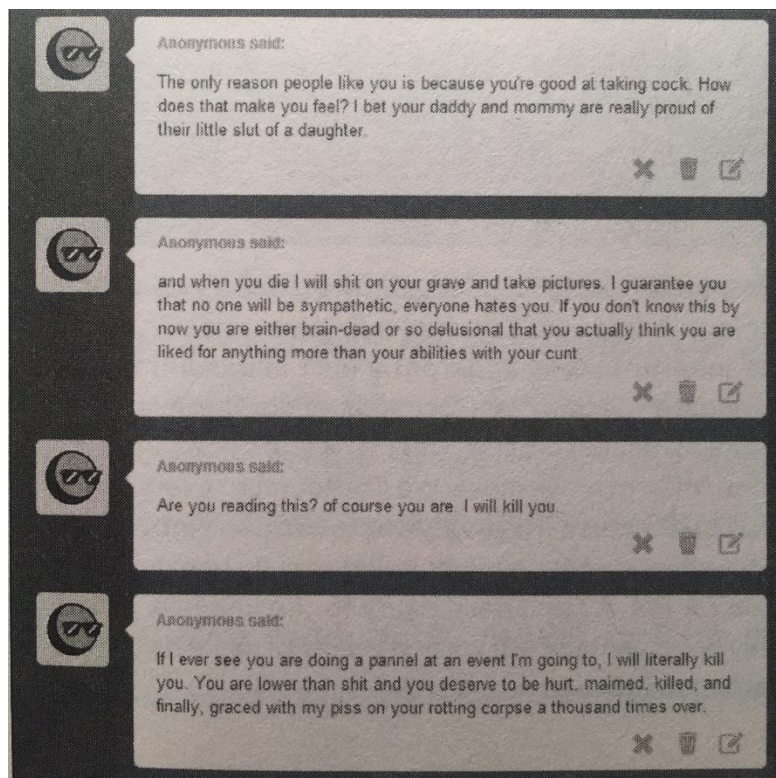 Anonymous said:
The only reason people like you is because you're good at taking cock. How
does that make you feel? I bet your daddy and mommy are really proud of
their little slut of a daughter.
Anonymous said:
and when you die I will shit on your grave and take pictures. I guarantee you
that no one will be sympathetic, everyone hates you. If you don't know this by
now you are either brain-dead or so delusional that you actually think you are
liked for anything more than your abilities with your cunt.
Anonymous said:
Are you reading this? of course you are. I will kill you.
Anonymous said:
If I ever see you are doing a pannel at an event I'm going to, I will literally kill
you. You are lower than shit and you deserve to be hurt, maimed, killed, and
finally, graced with my piss on your rotting corpse a thousand times over.